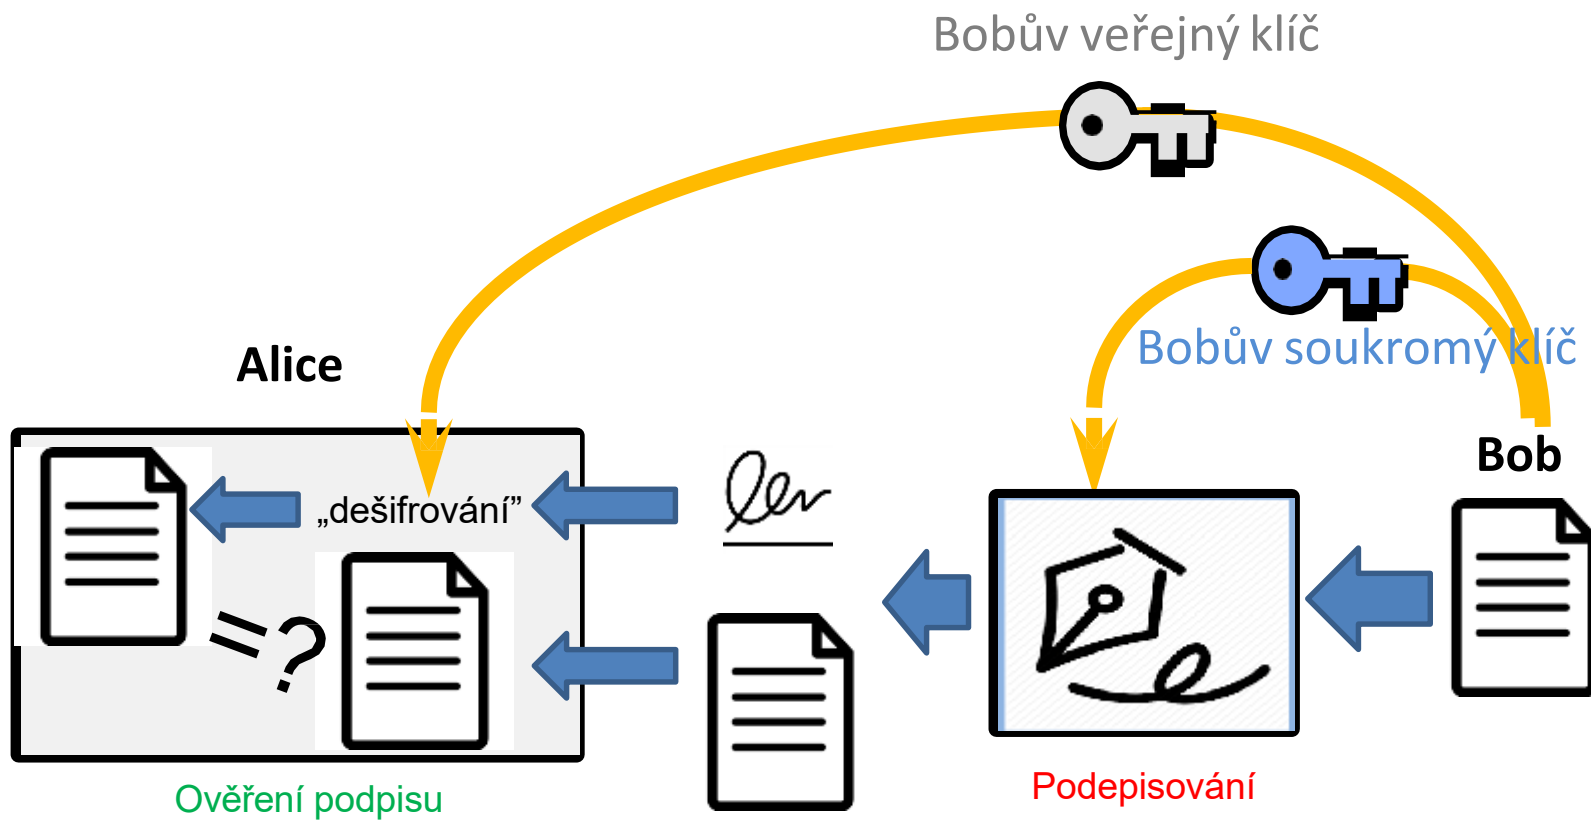 Bobův veřejný klíč
Bobův soukromý klíč
Alice
Bob
„dešifrování”
=?
Ověření podpisu
Podepisování